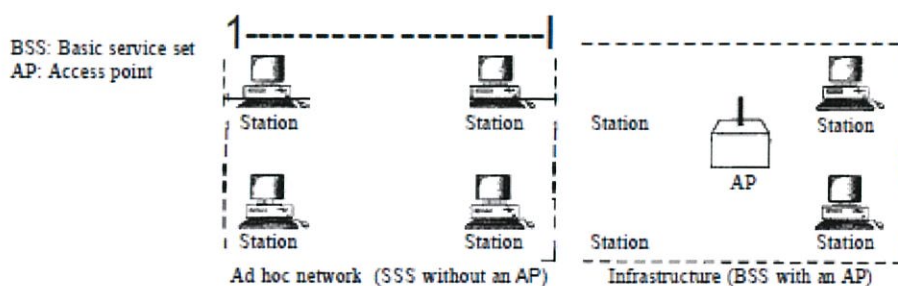 BSS: Basic service set
AP: Access point
Station Station Station Station
AP
Station Station Station Station
Ad hoc network (SSS without an AP) Infrastructure (BSS with an AP)